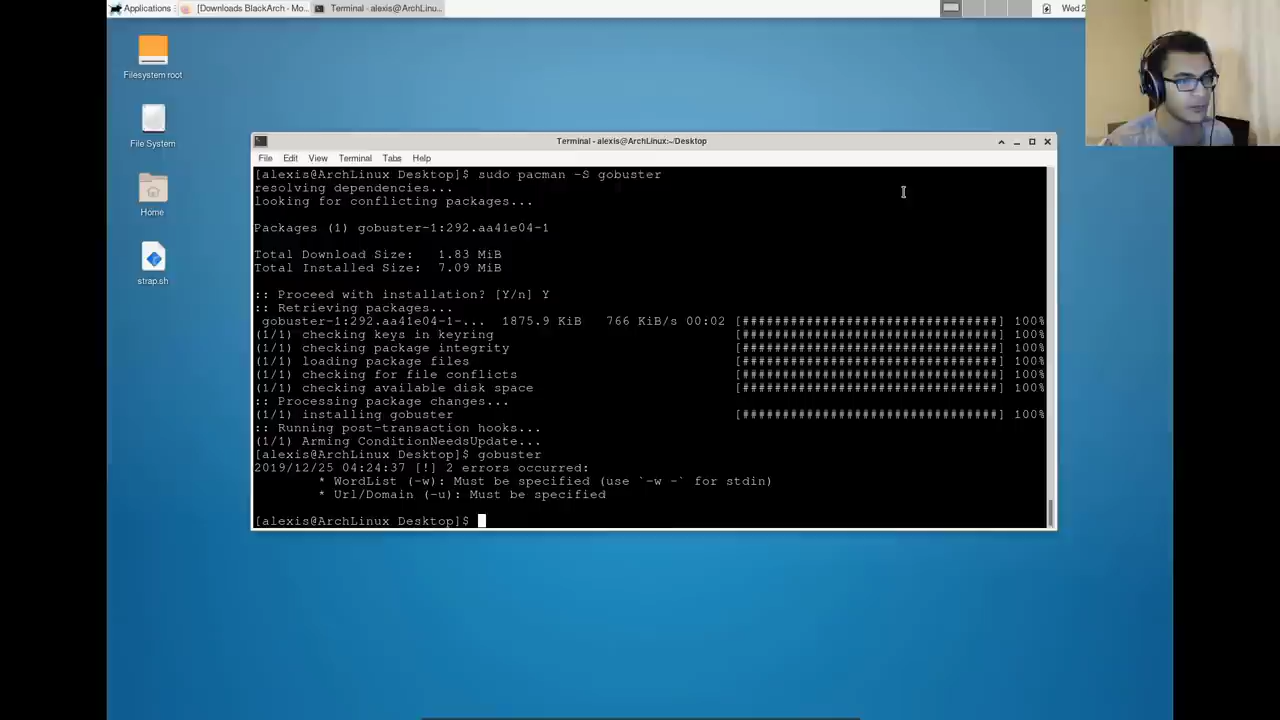 Applications
[Downloads BlackArch - Mo...
Terminal - alexis@ArchLinu...
Wed 2
Filesystem root
File System
Home
strap.sh
Terminal - alexis@ArchLinux:~/Desktop
File Edit View Terminal Tabs Help
[alexis@ArchLinux Desktop]$ sudo pacman -S gobuster
resolving dependencies...
looking for conflicting packages...
Packages (1) gobuster-1:292.aa41e04-1
Total Download Size: 1.83 MiB
Total Installed Size: 7.09 MiB
:: Proceed with installation? [Y/n] Y
:: Retrieving packages...
gobuster-1:292.aa41e04-1-... 1875.9 KiB 766 KiB/s 00:02 [################################] 100%
(1/1) checking keys in keyring [################################] 100%
(1/1) checking package integrity [################################] 100%
(1/1) loading package files [################################] 100%
(1/1) checking for file conflicts [################################] 100%
(1/1) checking available disk space [################################] 100%
:: Processing package changes...
(1/1) installing gobuster [################################] 100%
:: Running post-transaction hooks...
(1/1) Arming ConditionNeedsUpdate...
[alexis@ArchLinux Desktop]$ gobuster
2019/12/25 04:24:37 [!] 2 errors occurred:
* WordList (-w): Must be specified (use `-w -` for stdin)
* Url/Domain (-u): Must be specified
[alexis@ArchLinux Desktop]$